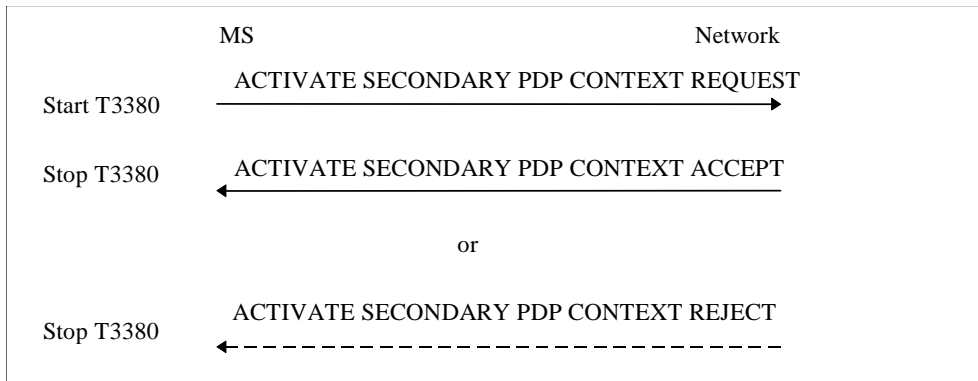 MS Network
ACTIVATE SECONDARY PDP CONTEXT REQUEST
Start T3380
ACTIVATE SECONDARY PDP CONTEXT ACCEPT
Stop T3380
or
ACTIVATE SECONDARY PDP CONTEXT REJECT
Stop T3380